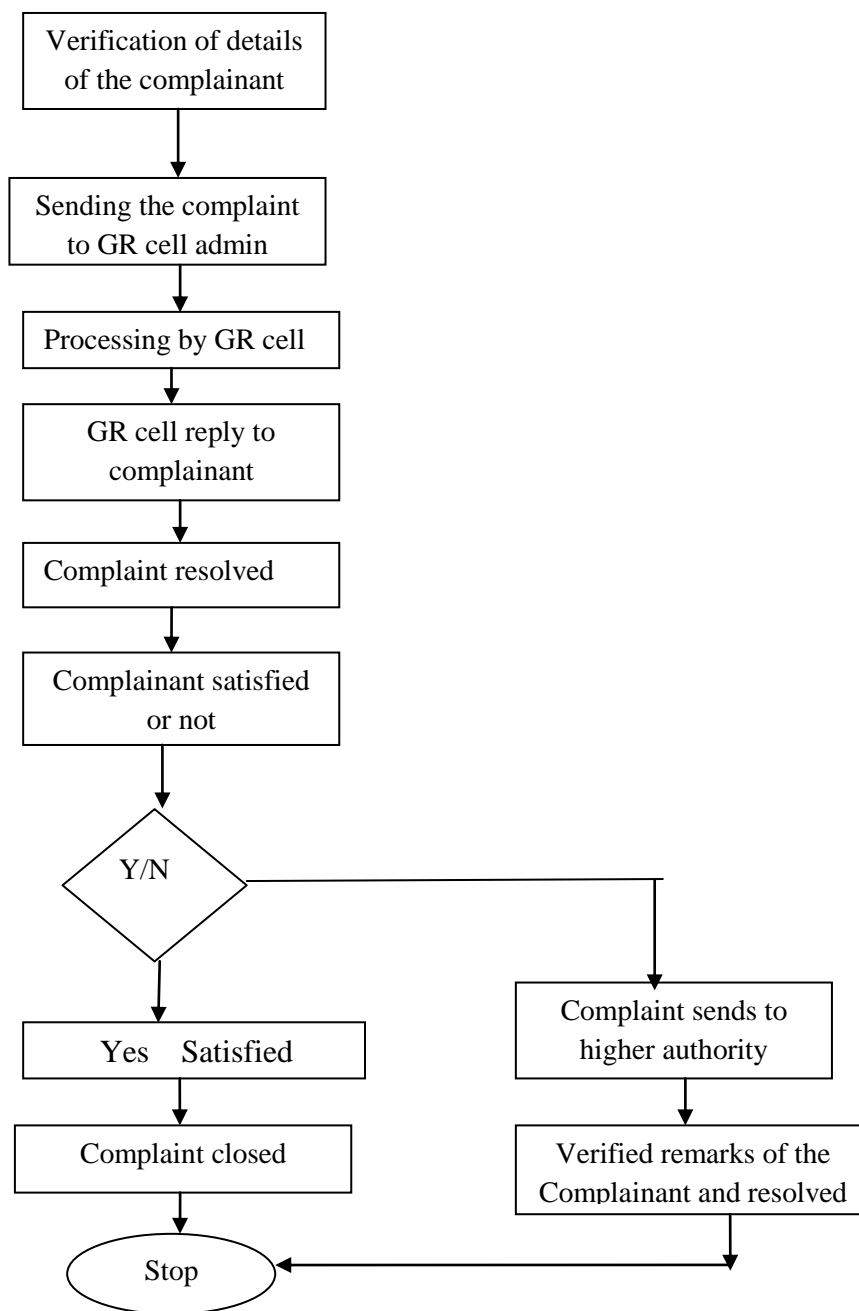 Verification of details
of the complainant
Sending the complaint
to GR cell admin
Processing by GR cell
GR cell reply to
complainant
Complaint resolved
Complainant satisfied
or not
Y/N
Yes Satisfied
Complaint closed
Complaint sends to
higher authority
Verified remarks of the
Complainant and resolved
Stop